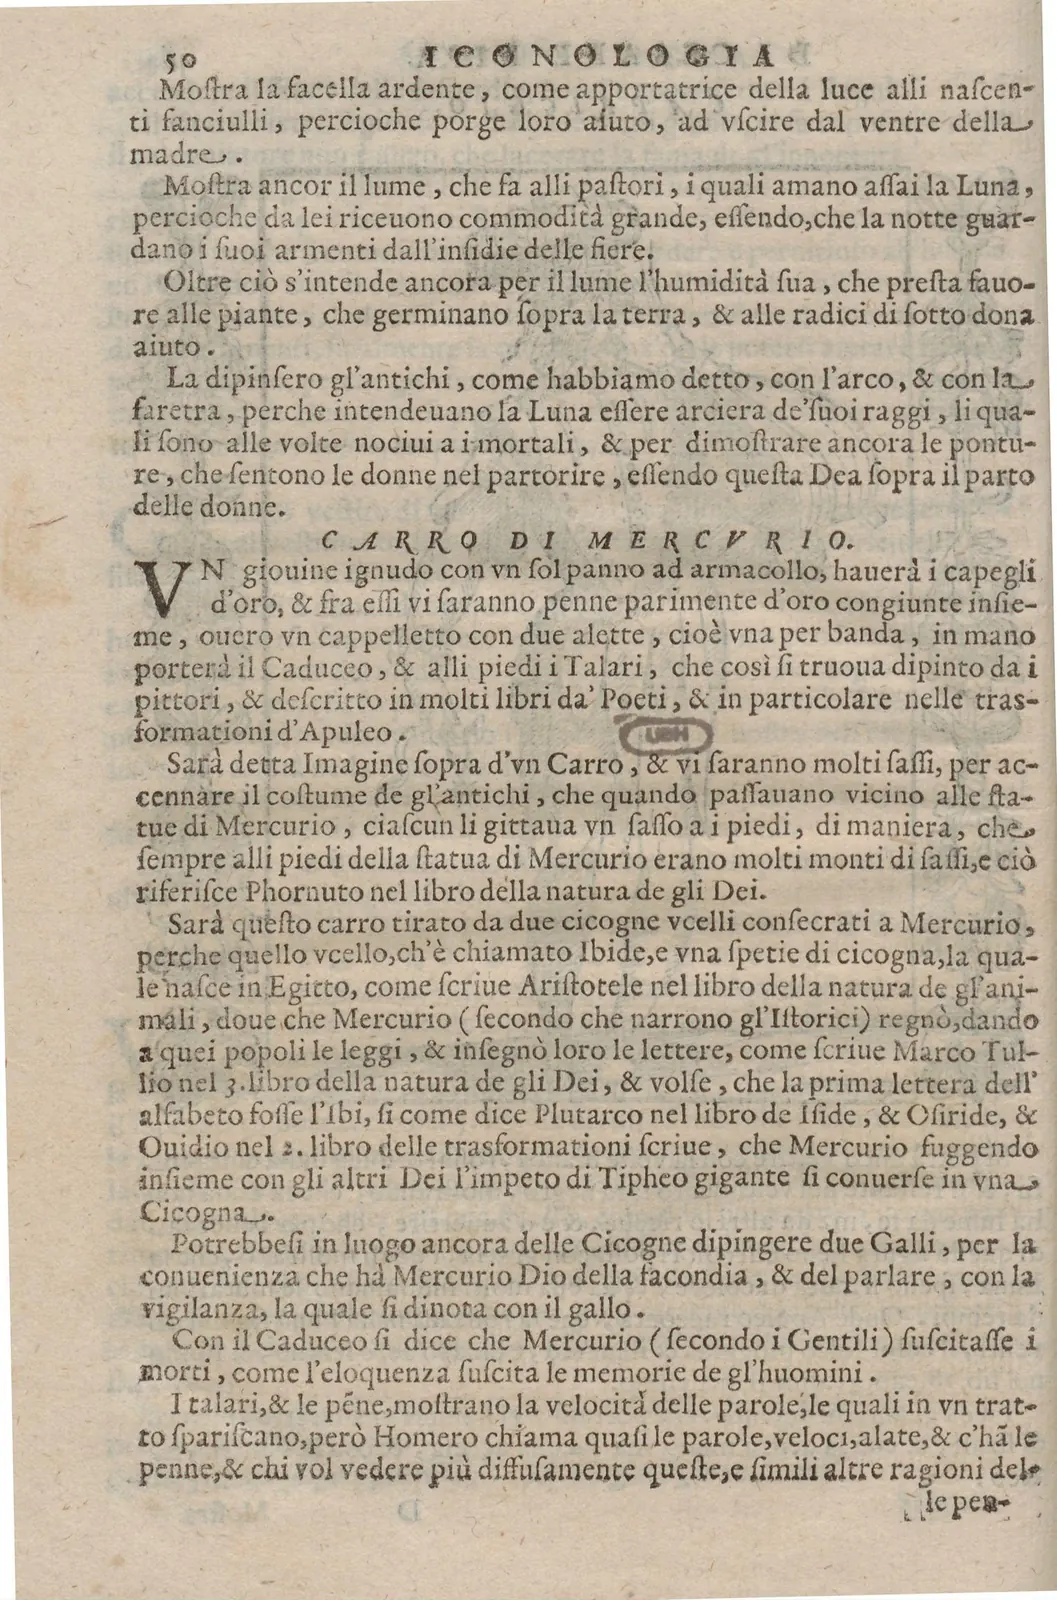 50 ICONOLOGIA
Moſtra la facella ardente, come apportatrice della luce alli naſcen-
ti fanciulli, percioche porge loro aiuto, ad vſcire dal ventre della
madre.
Moſtra ancor il lume, che fa alli paſtori, i quali amano aſſai la Luna,
percioche da lei riceuono commodità grande, eſſendo, che la notte guar-
dano i ſuoi armenti dall'inſidie delle fiere.
Oltre ciò s'intende ancora per il lume l'humidità ſua, che preſta fauo-
re alle piante, che germinano ſopra la terra, & alle radici di ſotto dona
aiuto.
La dipinſero gl'antichi, come habbiamo detto, con l'arco, & con la
faretra, perche intendeuano la Luna eſſere arciera de'ſuoi raggi, li qua-
li ſono alle volte nociui a i mortali, & per dimoſtrare ancora le pontu-
re, che ſentono le donne nel partorire, eſſendo queſta Dea ſopra il parto
delle donne.
CARRO DI MERCVRIO.
VN giouine ignudo con vn ſol panno ad armacollo, hauerà i capegli
d'oro, & fra eſſi vi ſaranno penne parimente d'oro congiunte inſie-
me, ouero vn cappelletto con due alette, cioè vna per banda, in mano
porterà il Caduceo, & alli piedi i Talari, che così ſi truoua dipinto da i
pittori, & deſcritto in molti libri da' Poeti, & in particolare nelle tras-
formationi d'Apuleo.
UBH
Sarà detta Imagine ſopra d'vn Carro, & vi ſaranno molti ſaſſi, per ac-
cennare il coſtume de gl'antichi, che quando paſſauano vicino alle ſta-
tue di Mercurio, ciaſcun li gittaua vn ſaſſo a i piedi, di maniera, che
ſempre alli piedi della ſtatua di Mercurio erano molti monti di ſaſſi, e ciò
riferiſce Phornuto nel libro della natura de gli Dei.
Sarà queſto carro tirato da due cicogne vcelli conſecrati a Mercurio,
perche quello vcello, ch'è chiamato Ibide, e vna ſpetie di cicogna, la qua-
le naſce in Egitto, come ſcriue Ariſtotele nel libro della natura de gl'ani-
mali, doue che Mercurio (ſecondo che narrono gl'Iſtorici) regnò, dando
a quei popoli le leggi, & inſegnò loro le lettere, come ſcriue Marco Tul-
lio nel 3. libro della natura de gli Dei, & volſe, che la prima lettera dell'
alfabeto foſſe l'Ibi, ſi come dice Plutarco nel libro de Iſide, & Oſiride, &
Ouidio nel 2. libro delle trasformationi ſcriue, che Mercurio fuggendo
inſieme con gli altri Dei l'impeto di Tipheo gigante ſi conuerſe in vna
Cicogna.
Potrebbeſi in luogo ancora delle Cicogne dipingere due Galli, per la
conuenienza che hà Mercurio Dio della facondia, & del parlare, con la
vigilanza, la quale ſi dinota con il gallo.
Con il Caduceo ſi dice che Mercurio (ſecondo i Gentili) ſuſcitaſſe i
morti, come l'eloquenza ſuſcita le memorie de gl'huomini.
I talari, & le pēne, moſtrano la velocità delle parole, le quali in vn trat-
to ſpariſcano, però Homero chiama quaſi le parole, veloci, alate, & c'hā le
penne, & chi vol vedere più diffuſamente queſte, e ſimili altre ragioni del-
le pen-